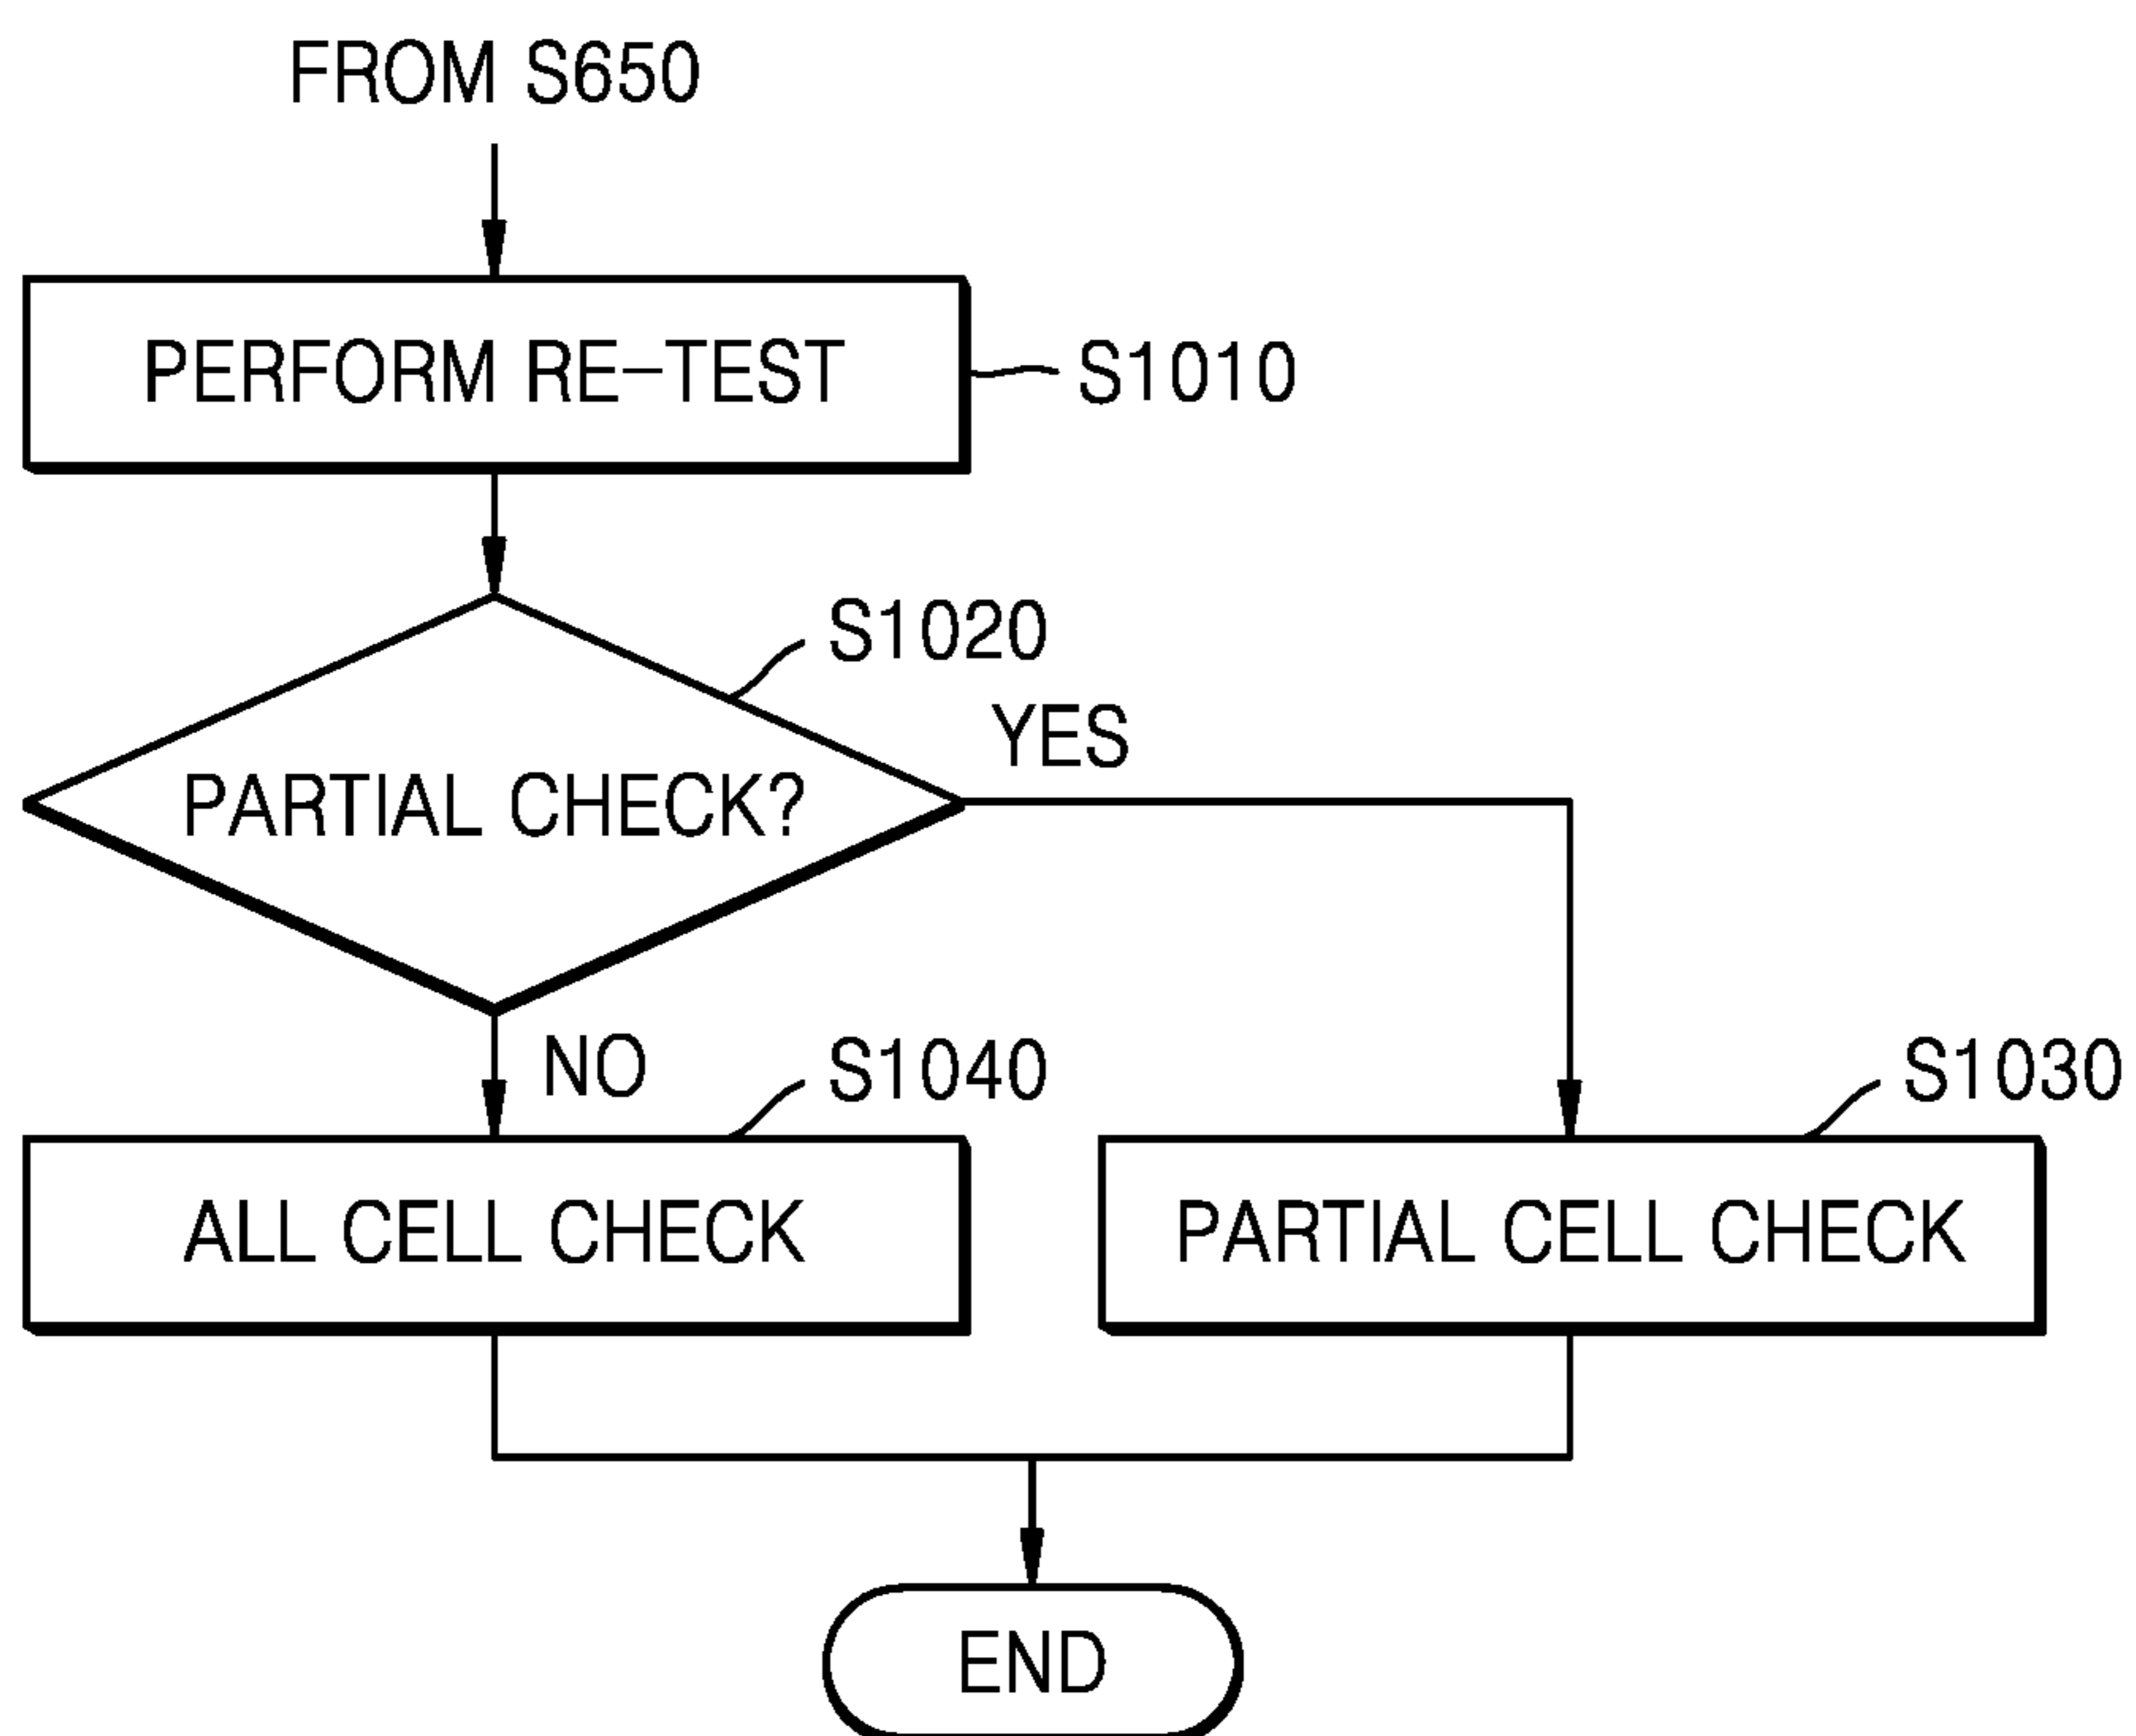 FROM S650
PERFORM RE-TEST
S1010
S1020
YES
PARTIAL CHECK?
NO
S1040
S1030
ALL CELL CHECK
PARTIAL CELL CHECK
END